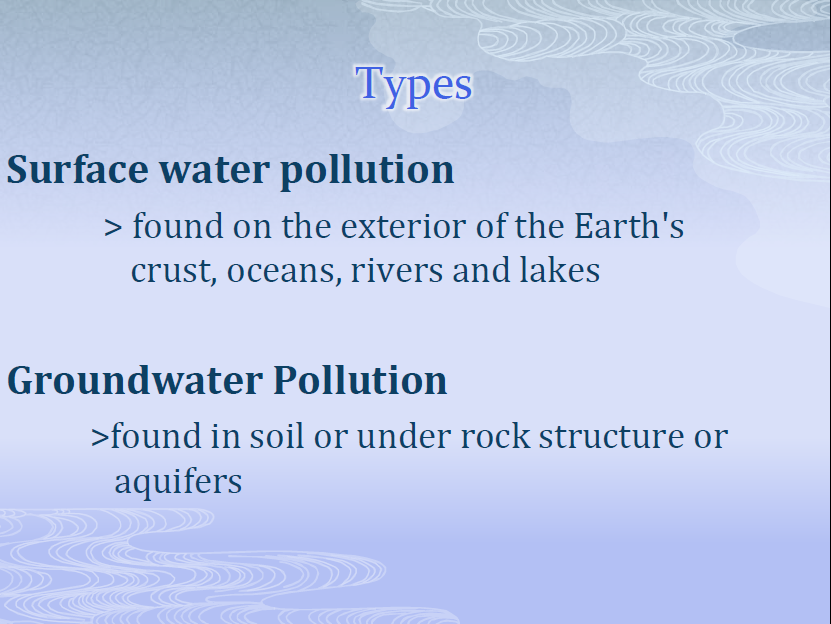 Types
Surface water pollution
> found on the exterior of the Earth's
crust, oceans, rivers and lakes
Groundwater Pollution
>found in soil or under rock structure or
aquifers